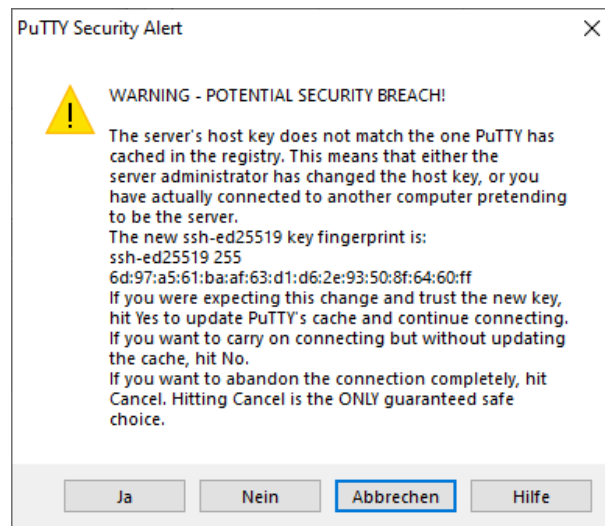 PuTTY Security Alert
WARNING - POTENTIAL SECURITY BREACH!
The server's host key does not match the one PuTTY has
cached in the registry. This means that either the
server administrator has changed the host key, or you
have actually connected to another computer pretending
to be the server.
The new ssh-ed25519 key fingerprint is:
ssh-ed25519 255
6d:97:a5:61:ba:af:63:d1:d6:2e:93:50:8f:64:60:ff
If you were expecting this change and trust the new key,
hit Yes to update PuTTY's cache and continue connecting.
If you want to carry on connecting but without updating
the cache, hit No.
If you want to abandon the connection completely, hit
Cancel. Hitting Cancel is the ONLY guaranteed safe
choice.
Ja Nein Abbrechen Hilfe